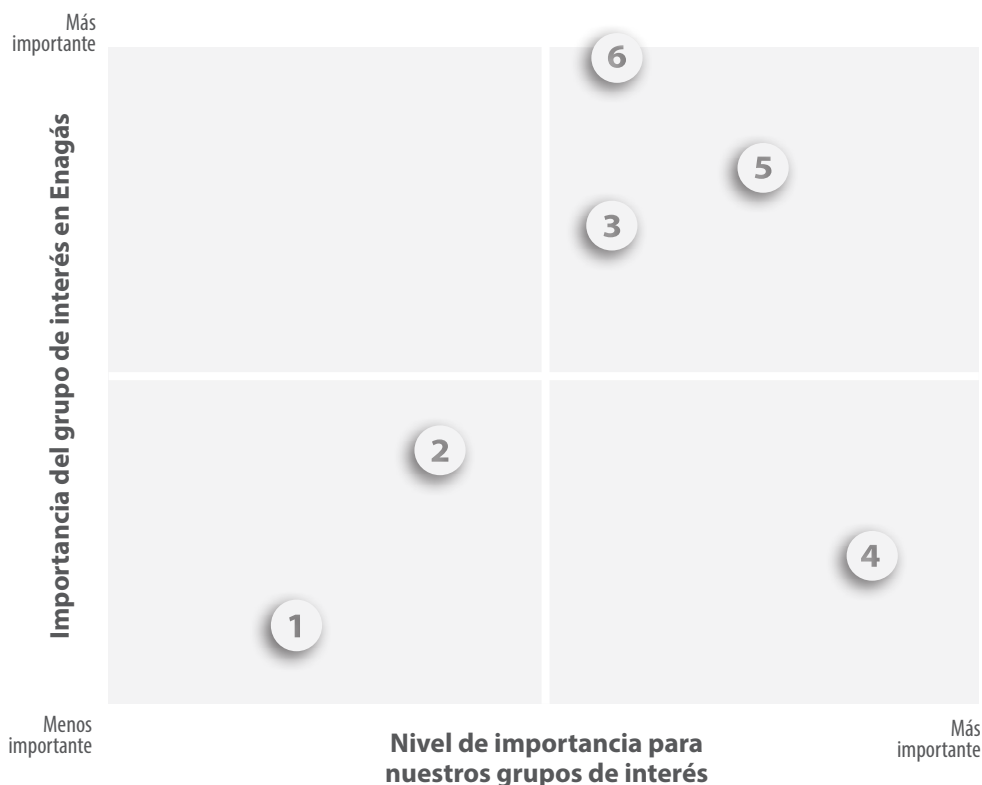 Más
importante
Importancia del grupo de interés en Enagás
6
5
3
2
4
1
Menos
importante
Nivel de importancia para
nuestros grupos de interés
Más
importante